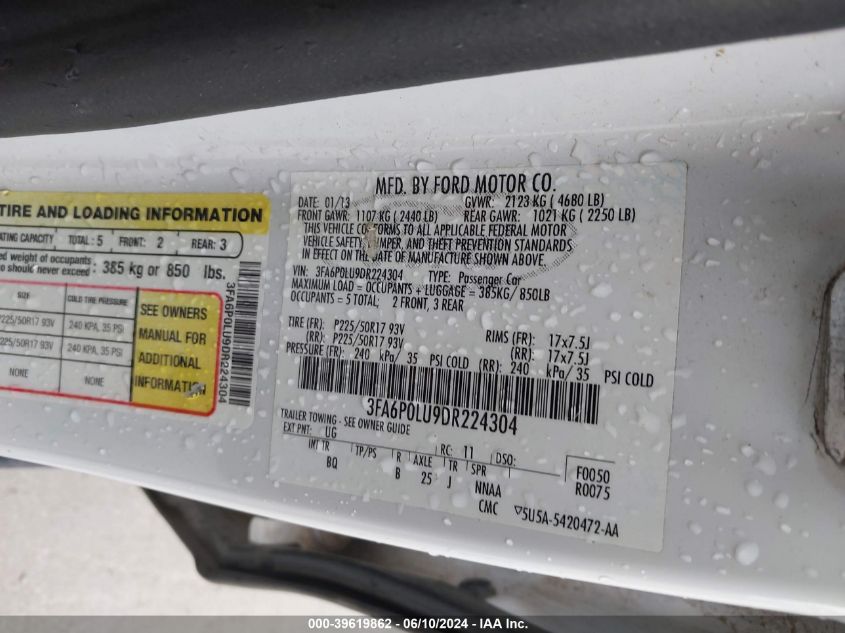 TIRE AND LOADING INFORMATION
ATING CAPACITY TOTAL : 5 FRONT: 2 REAR: 3
ed weight of occupants
o should never exceed : 385 kg or 850 lbs.
SIZE COLD TIRE PRESSURE
P225/50R17 93V 240 KPA, 35 PSI
225/50R17 93V 240 KPA, 35 PSI
NONE NONE
SEE OWNERS
MANUAL FOR
ADDITIONAL
INFORMATION
3FA6P0LU9DR224304
MFD. BY FORD MOTOR CO.
DATE: 01/13 GVWR: 2123 KG ( 4680 LB)
FRONT GAWR: 1107 KG ( 2440 LB) REAR GAWR: 1021 KG ( 2250 LB)
THIS VEHICLE CONFORMS TO ALL APPLICABLE FEDERAL MOTOR
VEHICLE SAFETY, BUMPER, AND THEFT PREVENTION STANDARDS
IN EFFECT ON THE DATE OF MANUFACTURE SHOWN ABOVE.
VIN: 3FA6P0LU9DR224304 TYPE: Passenger Car
MAXIMUM LOAD = OCCUPANTS + LUGGAGE = 385KG/ 850LB
OCCUPANTS = 5 TOTAL: 2 FRONT, 3 REAR
TIRE (FR): P225/50R17 93V RIMS (FR): 17x7.5J
(RR): P225/50R17 93V (RR): 17x7.5J
PRESSURE (FR): 240 kPa/ 35 PSI COLD (RR): 240 kPa/ 35 PSI COLD
3FA6P0LU9DR224304
TRAILER TOWING - SEE OWNER GUIDE
EXT PNT: UG RC: 11 DSO:
INT TR TP/PS R AXLE TR SPR F0050
BQ B 25 J NNAA R0075
CMC ▽5U5A-5420472-AA
000-39619862 - 06/10/2024 - IAA Inc.